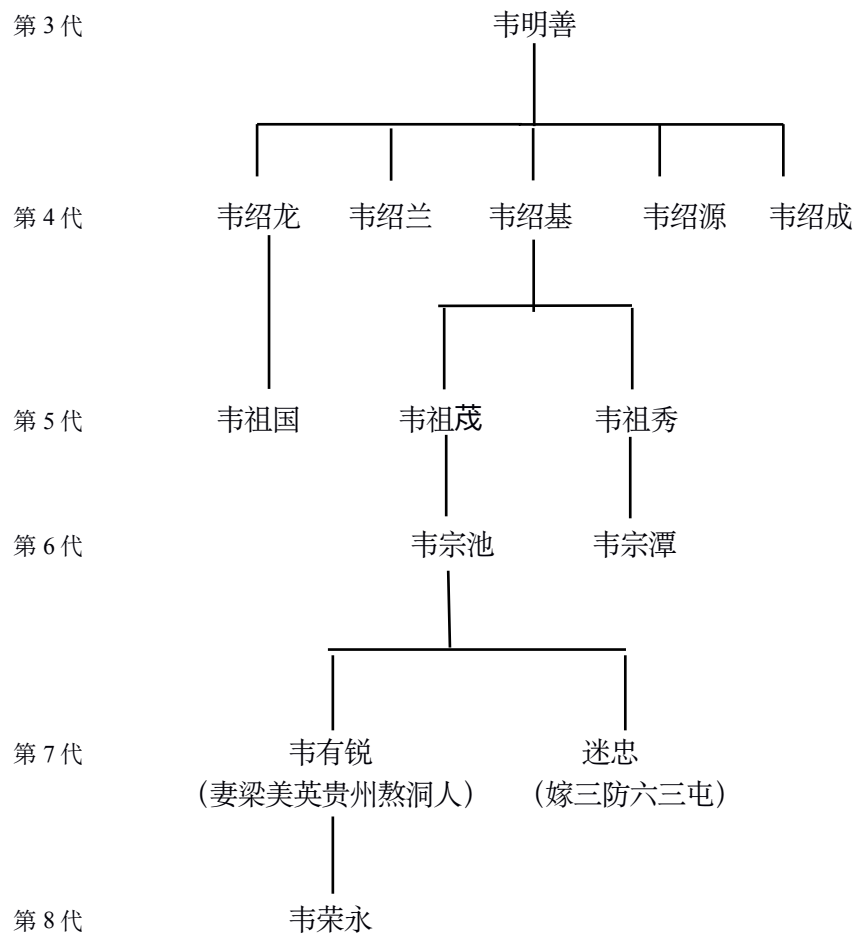 第 3 代 韦明善
第 4 代 韦绍龙 韦绍兰 韦绍基 韦绍源 韦绍成
第 5 代 韦祖国 韦祖茂 韦祖秀
第 6 代 韦宗池 韦宗潭
第 7 代 韦有锐 迷忠
（妻梁美英贵州熬洞人） （嫁三防六三屯）
第 8 代 韦荣永